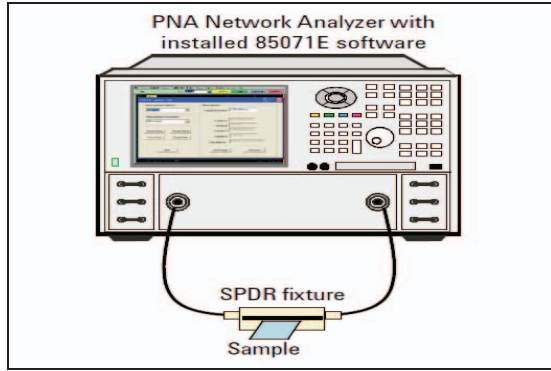 PNA Network Analyzer with
installed 85071E software
SPDR fixture
Sample